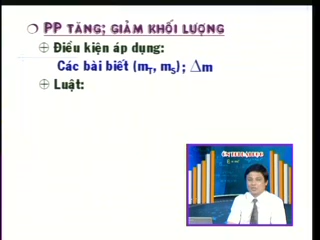 PP TĂNG; GIẢM KHỐI LƯỢNG
Điều kiện áp dụng:
Các bài biết (mT, mS); Δm
Luật: